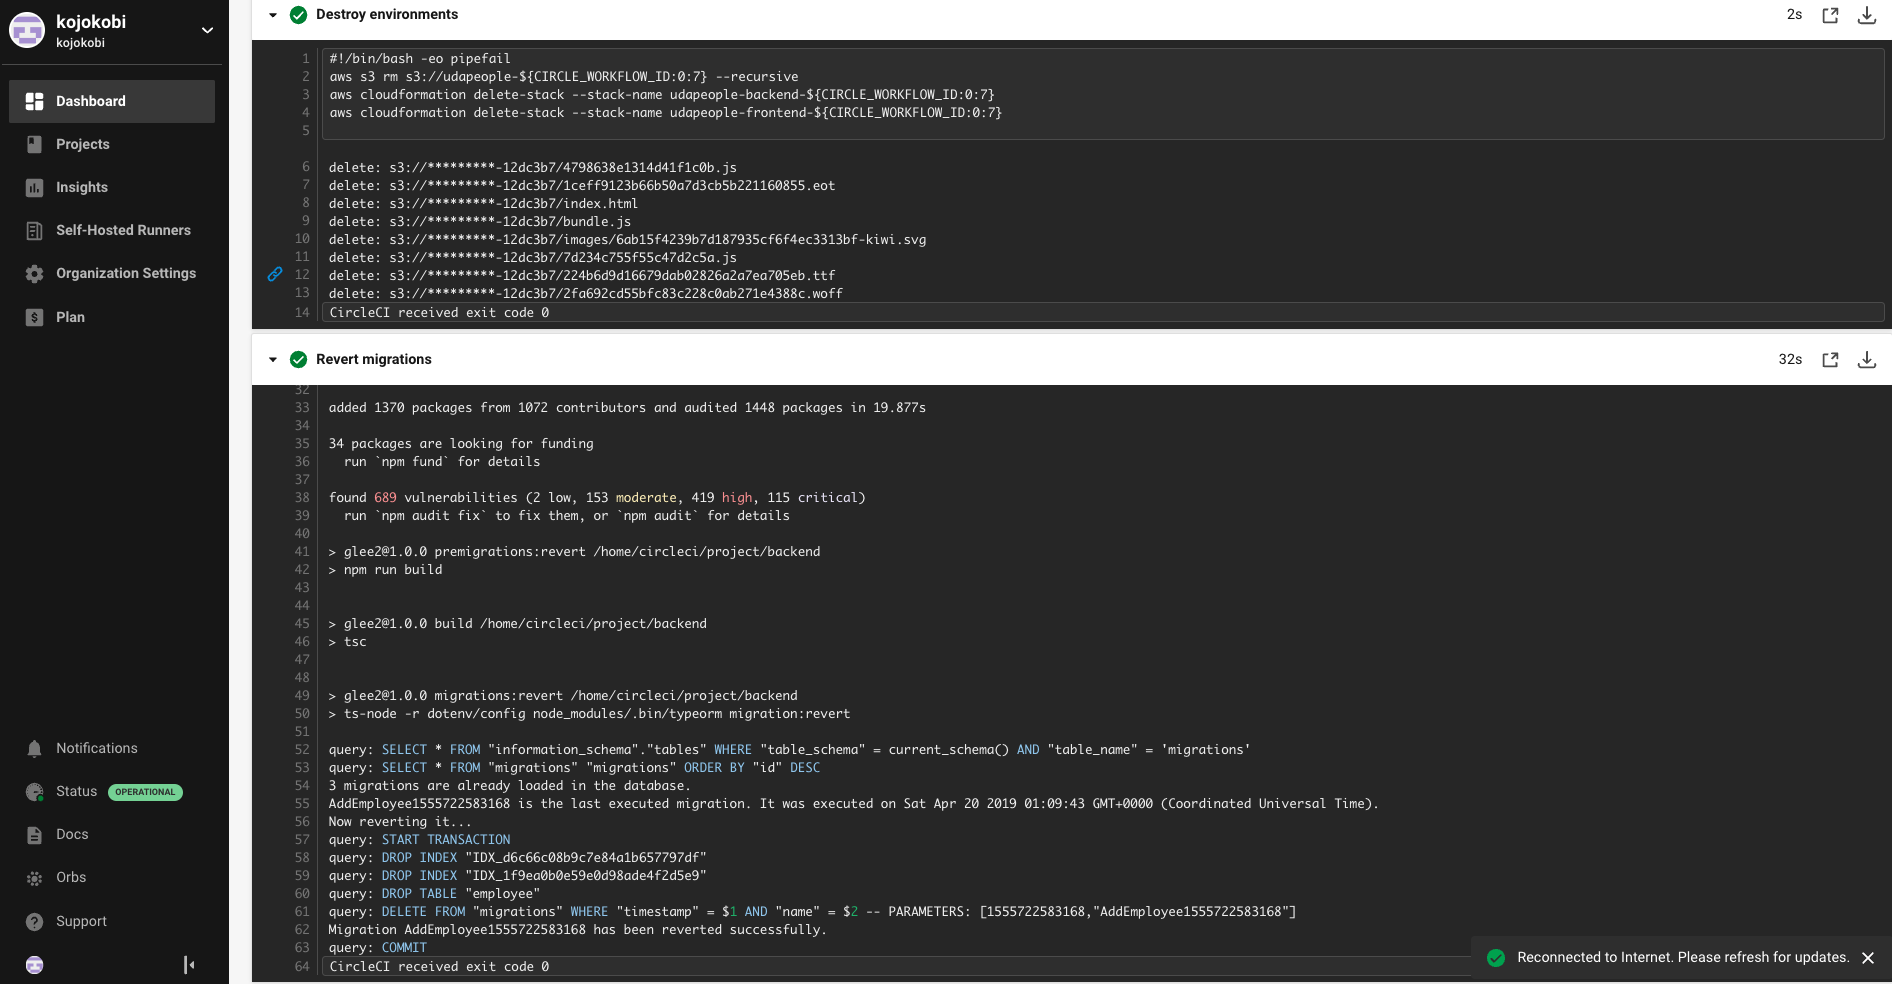 kojokobi
kojokobi
Dashboard
Projects
Insights
Self-Hosted Runners
Organization Settings
Plan
Notifications
Status OPERATIONAL
Docs
Orbs
Support
Destroy environments 2s
1 #!/bin/bash -eo pipefail
2 aws s3 rm s3://udapeople-${CIRCLE_WORKFLOW_ID:0:7} --recursive
3 aws cloudformation delete-stack --stack-name udapeople-backend-${CIRCLE_WORKFLOW_ID:0:7}
4 aws cloudformation delete-stack --stack-name udapeople-frontend-${CIRCLE_WORKFLOW_ID:0:7}
5
6 delete: s3://*********-12dc3b7/4798638e1314d41f1c0b.js
7 delete: s3://*********-12dc3b7/1ceff9123b66b50a7d3cb5b221160855.eot
8 delete: s3://*********-12dc3b7/index.html
9 delete: s3://*********-12dc3b7/bundle.js
10 delete: s3://*********-12dc3b7/images/6ab15f4239b7d187935cf6f4ec3313bf-kiwi.svg
11 delete: s3://*********-12dc3b7/7d234c755f55c47d2c5a.js
12 delete: s3://*********-12dc3b7/224b6d9d16679dab02826a2a7ea705eb.ttf
13 delete: s3://*********-12dc3b7/2fa692cd55bfc83c228c0ab271e4388c.woff
14 CircleCI received exit code 0
Revert migrations 32s
32
33 added 1370 packages from 1072 contributors and audited 1448 packages in 19.877s
34
35 34 packages are looking for funding
36 run `npm fund` for details
37
38 found 689 vulnerabilities (2 low, 153 moderate, 419 high, 115 critical)
39 run `npm audit fix` to fix them, or `npm audit` for details
40
41 > glee2@1.0.0 premigrations:revert /home/circleci/project/backend
42 > npm run build
43
44
45 > glee2@1.0.0 build /home/circleci/project/backend
46 > tsc
47
48
49 > glee2@1.0.0 migrations:revert /home/circleci/project/backend
50 > ts-node -r dotenv/config node_modules/.bin/typeorm migration:revert
51
52 query: SELECT * FROM "information_schema"."tables" WHERE "table_schema" = current_schema() AND "table_name" = 'migrations'
53 query: SELECT * FROM "migrations" "migrations" ORDER BY "id" DESC
54 3 migrations are already loaded in the database.
55 AddEmployee1555722583168 is the last executed migration. It was executed on Sat Apr 20 2019 01:09:43 GMT+0000 (Coordinated Universal Time).
56 Now reverting it...
57 query: START TRANSACTION
58 query: DROP INDEX "IDX_d6c66c08b9c7e84a1b657797df"
59 query: DROP INDEX "IDX_1f9ea0b0e59e0d98ade4f2d5e9"
60 query: DROP TABLE "employee"
61 query: DELETE FROM "migrations" WHERE "timestamp" = $1 AND "name" = $2 -- PARAMETERS: [1555722583168,"AddEmployee1555722583168"]
62 Migration AddEmployee1555722583168 has been reverted successfully.
63 query: COMMIT
64 CircleCI received exit code 0
Reconnected to Internet. Please refresh for updates.